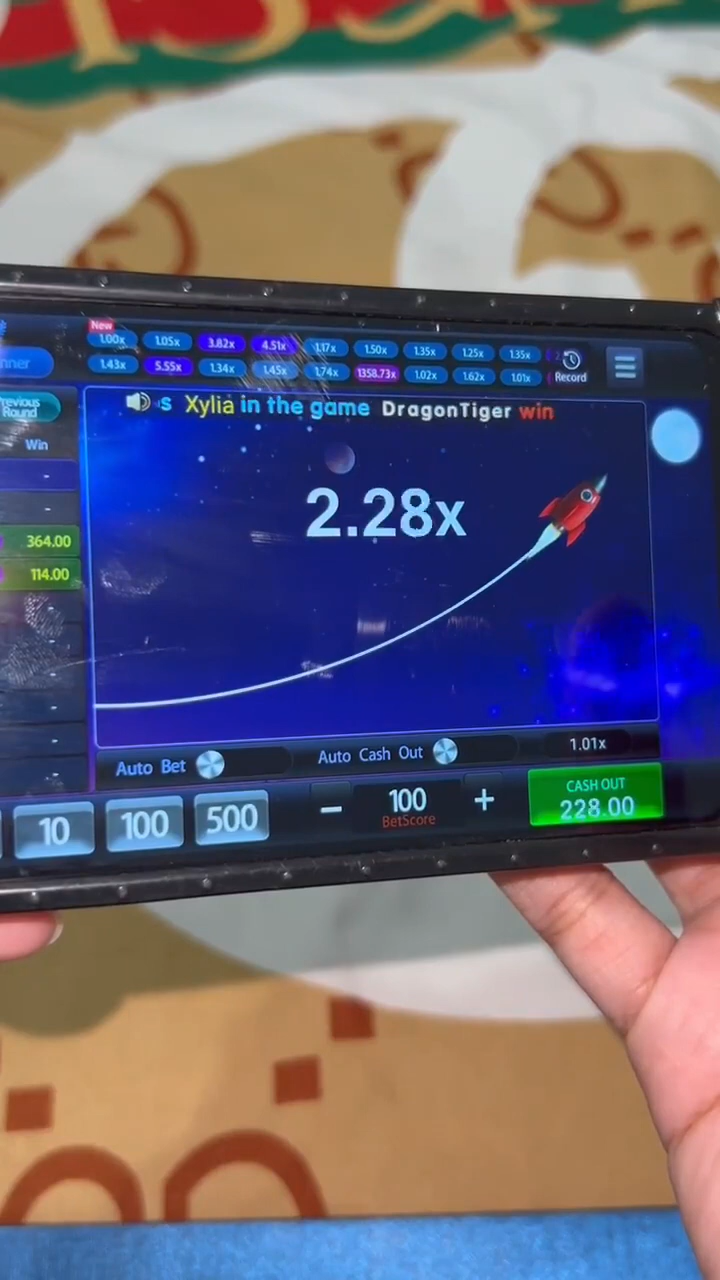 New
1.00x 1.05x 3.82x 4.51x 1.17x 1.50x 1.35x 1.25x 1.35x
1.43x 5.55x 1.34x 1.45x 1.74x 1358.73x 1.02x 1.62x 1.01x
Record
Round
Win
S Xylia in the game DragonTiger win
2.28x
364.00
114.00
Auto Bet
Auto Cash Out
1.01x
10
100
500
− 100 +
BetScore
CASH OUT
228.00